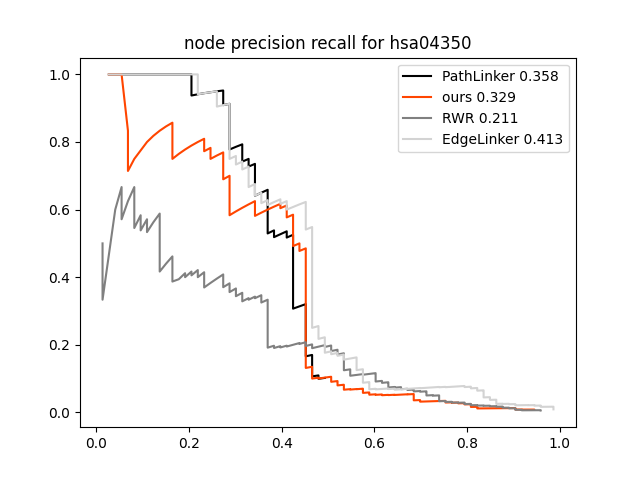 node precision recall for hsa04350
PathLinker 0.358
ours 0.329
RWR 0.211
EdgeLinker 0.413
1.0
0.8
0.6
0.4
0.2
0.0
0.0 0.2 0.4 0.6 0.8 1.0